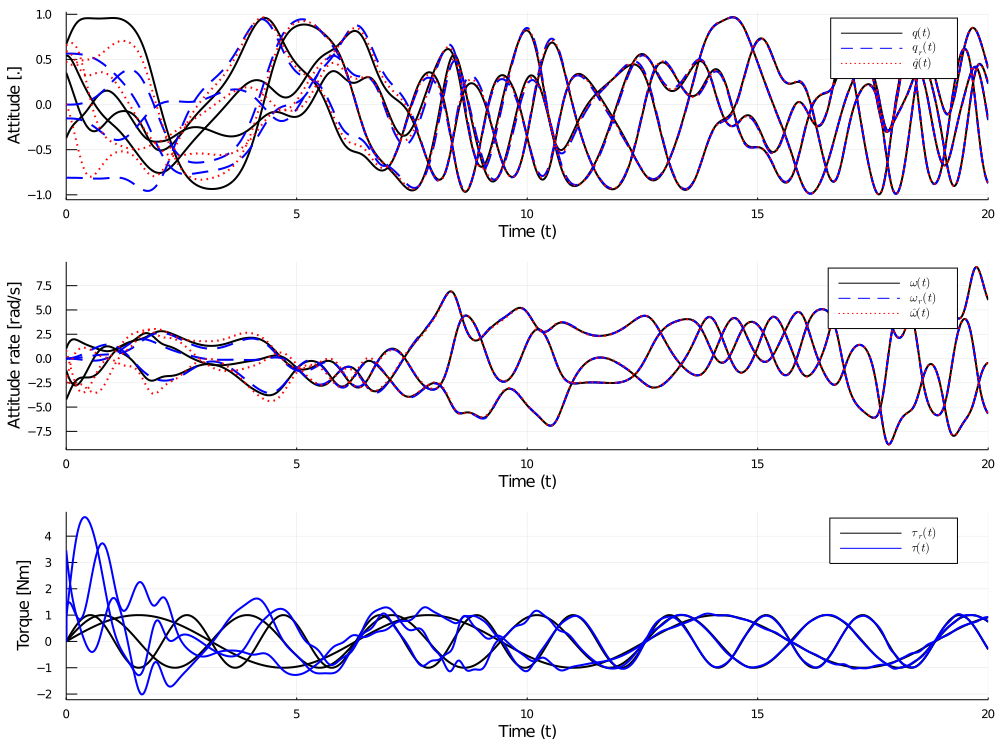 Attitude [.]
1.0
0.5
0.0
−0.5
−1.0
q(t)
q_r(t)
q̂(t)
0 5 10 15 20
Time (t)
Attitude rate [rad/s]
7.5
5.0
2.5
0.0
−2.5
−5.0
−7.5
ω(t)
ω_r(t)
ω̂(t)
0 5 10 15 20
Time (t)
Torque [Nm]
4
3
2
1
0
−1
−2
τ_r(t)
τ(t)
0 5 10 15 20
Time (t)